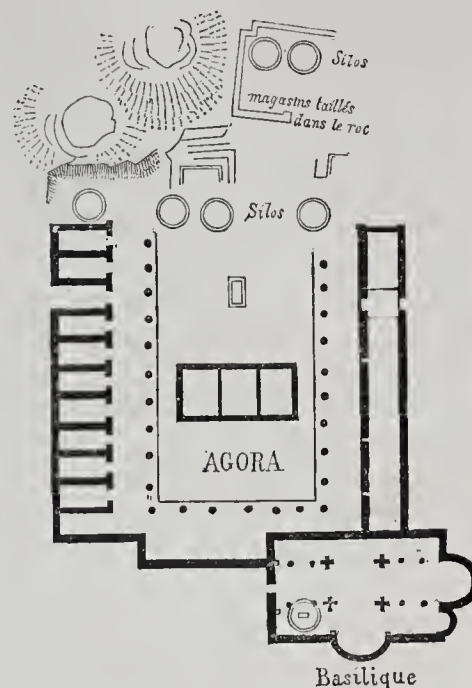 Silos
magasins taillés
dans le roc
Silos
AGORA
Basilique